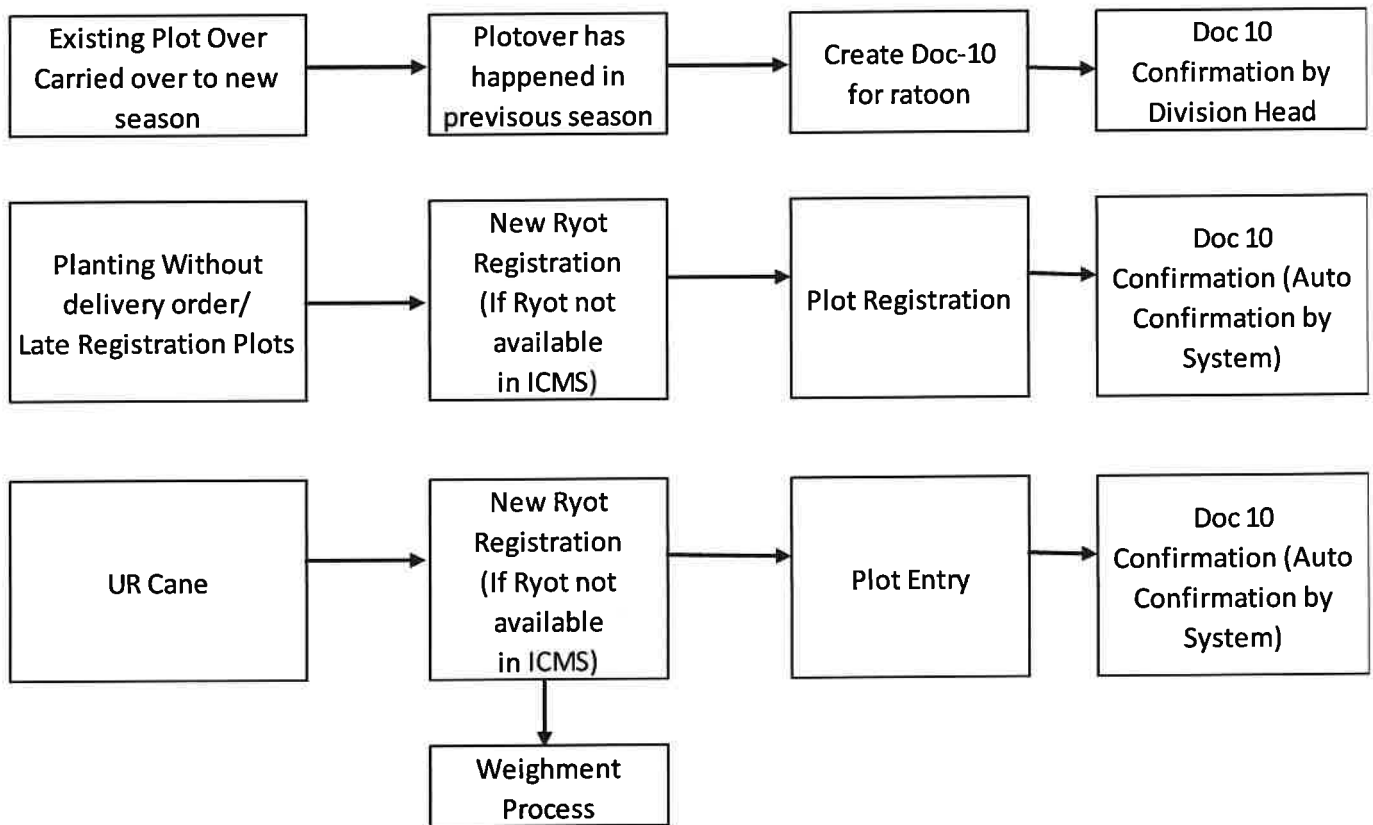 Existing Plot Over
Carried over to new
season
Plotover has
happened in
previsous season
Create Doc-10
for ratoon
Doc 10
Confirmation by
Division Head
Planting Without
delivery order/
Late Registration Plots
New Ryot
Registration
(If Ryot not
available
in ICMS)
Plot Registration
Doc 10
Confirmation (Auto
Confirmation by
System)
UR Cane
New Ryot
Registration
(If Ryot not
available
in ICMS)
Plot Entry
Doc 10
Confirmation (Auto
Confirmation by
System)
Weighment
Process